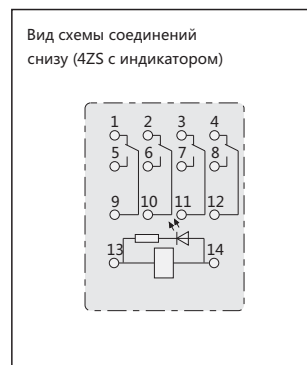 Вид схемы соединений
снизу (4ZS с индикатором)
1 2 3 4
5 6 7 8
9 10 11 12
13 14